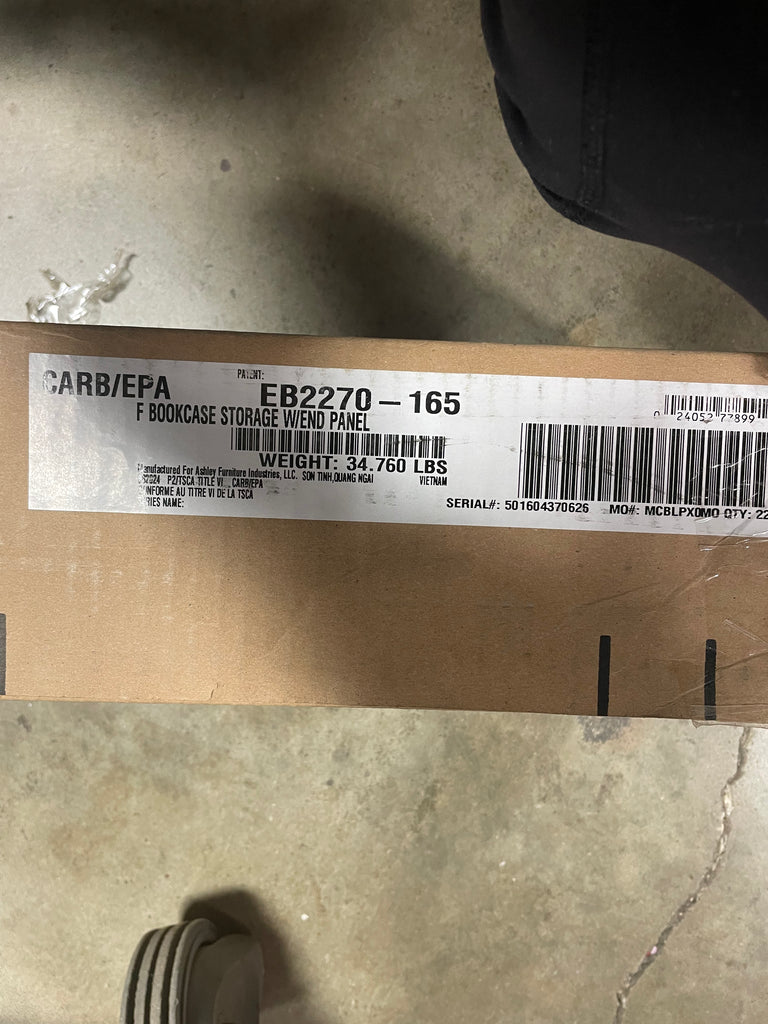 CARB/EPA
PATENT:
EB2270-165
F BOOKCASE STORAGE W/END PANEL
0 24052 77899
WEIGHT: 34.760 LBS
Manufactured For Ashley Furniture Industries, LLC. SON TINH,QUANG NGAI VIETNAM
P2/TSCA TITLE VI CARB/EPA
CONFORME AU TITRE VI DE LA TSCA
SERIES NAME:
SERIAL#: 501604370626 MO#: MCBLPX0MO QTY: 22